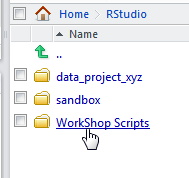 Home > RStudio
▲ Name
..
data_project_xyz
sandbox
WorkShop Scripts